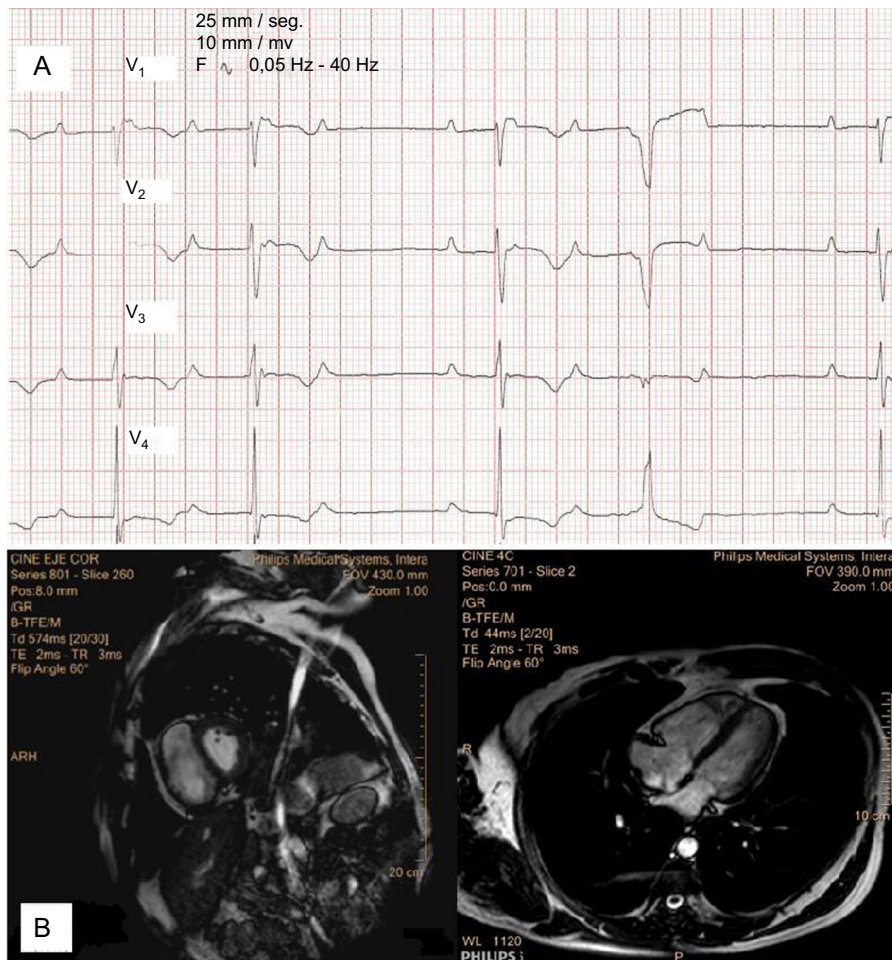 25 mm / seg.
10 mm / mv
F 0,05 Hz - 40 Hz
A
V1
V2
V3
V4
CINE EJE COR
Series 801 - Slice 260
Pos:8.0 mm
/GR
B-TFE/M
Td 574ms [20/30]
TE 2ms - TR 3ms
Flip Angle 60°
Philips Medical Systems, Intera
FOV 430.0 mm
Zoom 1.00
ARH
20 cm
B
CINE 4C
Series 701 - Slice 2
Pos:0.0 mm
/GR
B-TFE/M
Td 44ms [2/20]
TE 2ms - TR 3ms
Flip Angle 60°
Philips Medical Systems, Intera
FOV 390.0 mm
Zoom 1.00
R
10 cm
WL 1120
PHILIPS
P